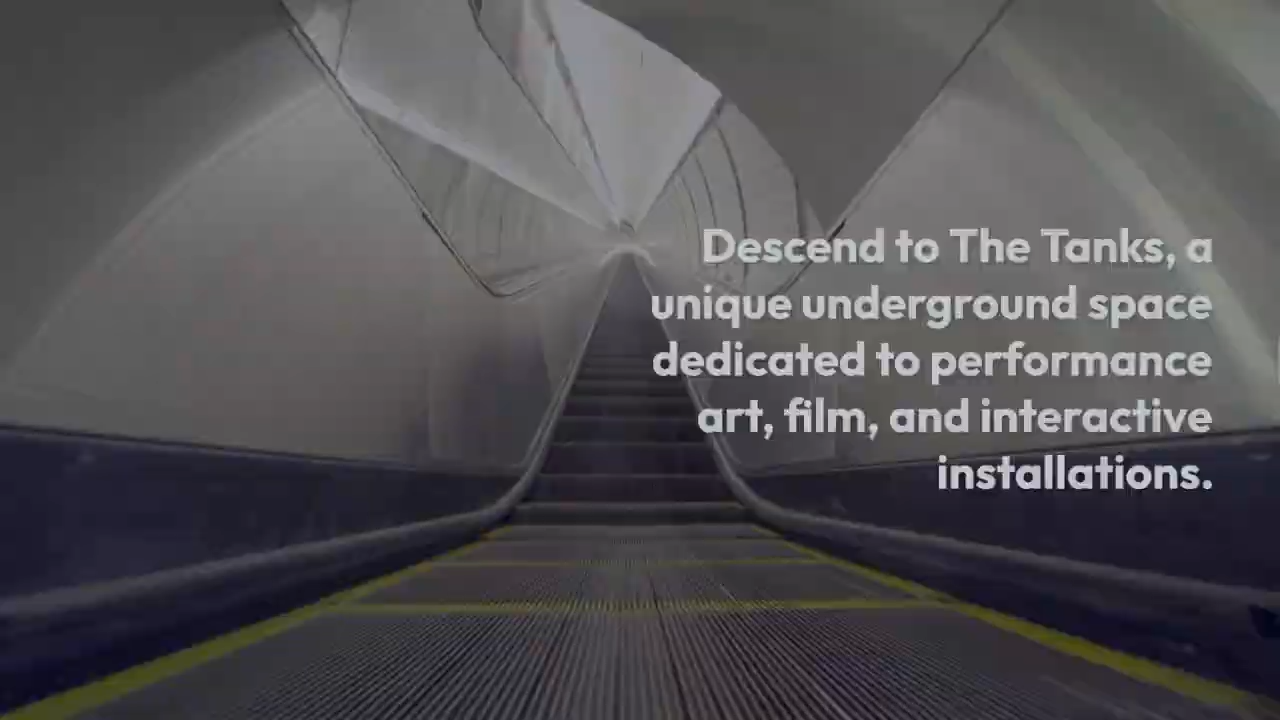 Descend to The Tanks, a
unique underground space
dedicated to performance
art, film, and interactive
installations.